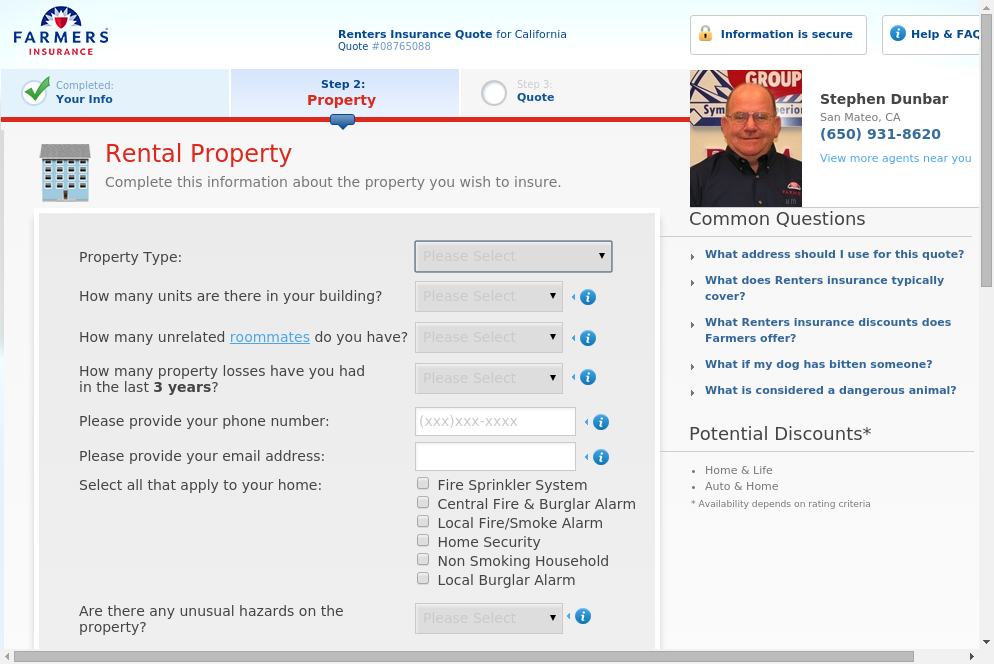 FARMERS
INSURANCE
Renters Insurance Quote for California
Quote #08765088
Information is secure
Help & FAQ
Completed:
Your Info
Step 2:
Property
Step 3:
Quote
GROUP
Stephen Dunbar
San Mateo, CA
(650) 931-8620
View more agents near you
Rental Property
Complete this information about the property you wish to insure.
Property Type:
Please Select
How many units are there in your building?
Please Select
How many unrelated roommates do you have?
Please Select
How many property losses have you had
in the last 3 years?
Please Select
Please provide your phone number:
(xxx)xxx-xxxx
Please provide your email address:
Select all that apply to your home:
Fire Sprinkler System
Central Fire & Burglar Alarm
Local Fire/Smoke Alarm
Home Security
Non Smoking Household
Local Burglar Alarm
Are there any unusual hazards on the
property?
Please Select
Common Questions
What address should I use for this quote?
What does Renters insurance typically
cover?
What Renters insurance discounts does
Farmers offer?
What if my dog has bitten someone?
What is considered a dangerous animal?
Potential Discounts*
Home & Life
Auto & Home
* Availability depends on rating criteria